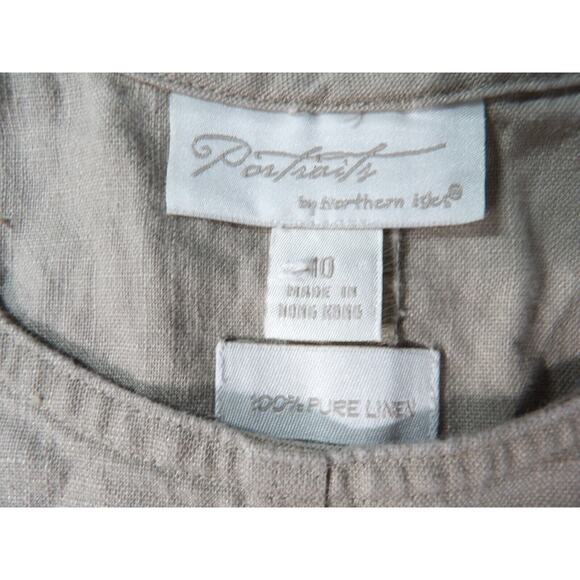 Portraits
by Northern Isles®
10
MADE IN
HONG KONG
100% PURE LINEN